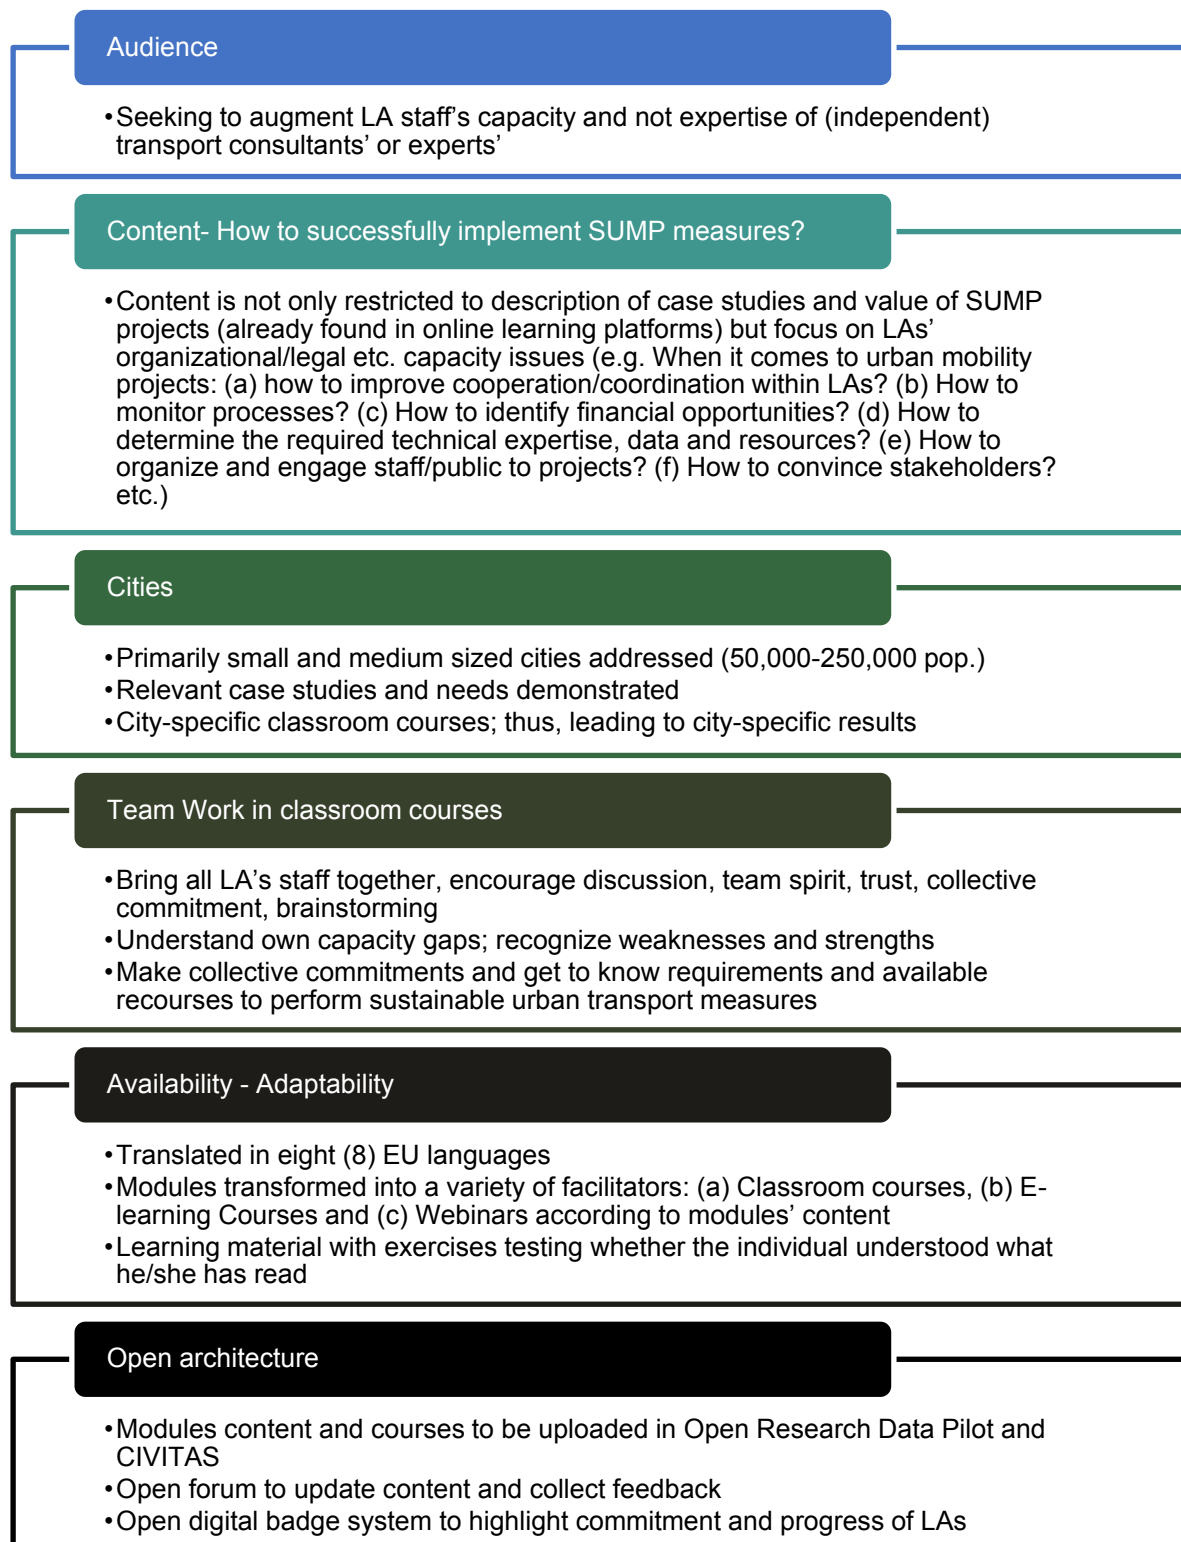 Audience
•Seeking to augment LA staff’s capacity and not expertise of (independent)
transport consultants’ or experts’
Content- How to successfully implement SUMP measures?
•Content is not only restricted to description of case studies and value of SUMP
projects (already found in online learning platforms) but focus on LAs’
organizational/legal etc. capacity issues (e.g. When it comes to urban mobility
projects: (a) how to improve cooperation/coordination within LAs? (b) How to
monitor processes? (c) How to identify financial opportunities? (d) How to
determine the required technical expertise, data and resources? (e) How to
organize and engage staff/public to projects? (f) How to convince stakeholders?
etc.)
Cities
•Primarily small and medium sized cities addressed (50,000-250,000 pop.)
•Relevant case studies and needs demonstrated
•City-specific classroom courses; thus, leading to city-specific results
Team Work in classroom courses
•Bring all LA’s staff together, encourage discussion, team spirit, trust, collective
commitment, brainstorming
•Understand own capacity gaps; recognize weaknesses and strengths
•Make collective commitments and get to know requirements and available
recourses to perform sustainable urban transport measures
Availability - Adaptability
•Translated in eight (8) EU languages
•Modules transformed into a variety of facilitators: (a) Classroom courses, (b) E-
learning Courses and (c) Webinars according to modules’ content
•Learning material with exercises testing whether the individual understood what
he/she has read
Open architecture
•Modules content and courses to be uploaded in Open Research Data Pilot and
CIVITAS
•Open forum to update content and collect feedback
•Open digital badge system to highlight commitment and progress of LAs